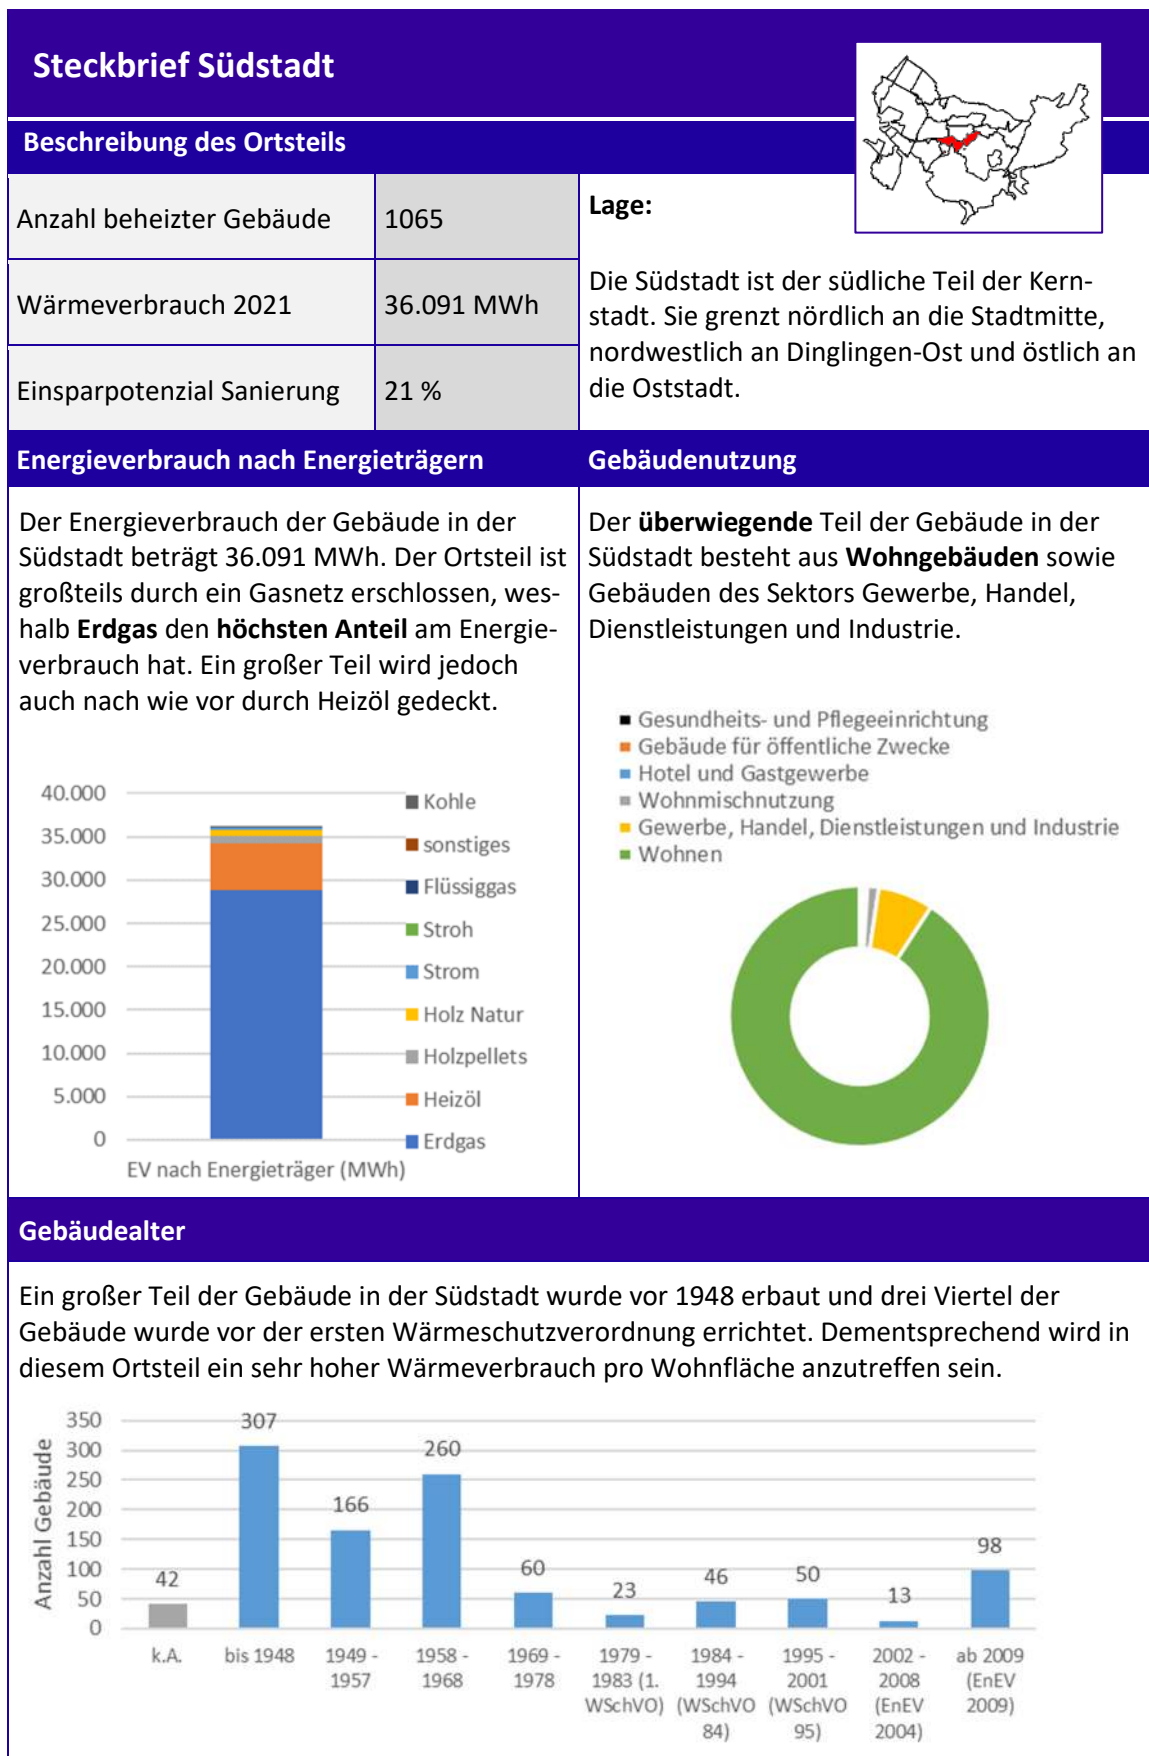 Steckbrief Südstadt
Beschreibung des Ortsteils
Anzahl beheizter Gebäude 1065
Wärmeverbrauch 2021 36.091 MWh
Einsparpotenzial Sanierung 21 %
Lage:
Die Südstadt ist der südliche Teil der Kern-
stadt. Sie grenzt nördlich an die Stadtmitte,
nordwestlich an Dinglingen-Ost und östlich an
die Oststadt.
Energieverbrauch nach Energieträgern
Der Energieverbrauch der Gebäude in der
Südstadt beträgt 36.091 MWh. Der Ortsteil ist
großteils durch ein Gasnetz erschlossen, wes-
halb Erdgas den höchsten Anteil am Energie-
verbrauch hat. Ein großer Teil wird jedoch
auch nach wie vor durch Heizöl gedeckt.
40.000
35.000
30.000
25.000
20.000
15.000
10.000
5.000
0
EV nach Energieträger (MWh)
Kohle
sonstiges
Flüssiggas
Stroh
Strom
Holz Natur
Holzpellets
Heizöl
Erdgas
Gebäudenutzung
Der überwiegende Teil der Gebäude in der
Südstadt besteht aus Wohngebäuden sowie
Gebäuden des Sektors Gewerbe, Handel,
Dienstleistungen und Industrie.
Gesundheits- und Pflegeeinrichtung
Gebäude für öffentliche Zwecke
Hotel und Gastgewerbe
Wohnmischnutzung
Gewerbe, Handel, Dienstleistungen und Industrie
Wohnen
Gebäudealter
Ein großer Teil der Gebäude in der Südstadt wurde vor 1948 erbaut und drei Viertel der
Gebäude wurde vor der ersten Wärmeschutzverordnung errichtet. Dementsprechend wird in
diesem Ortsteil ein sehr hoher Wärmeverbrauch pro Wohnfläche anzutreffen sein.
Anzahl Gebäude
350
300
250
200
150
100
50
0
42
307
166
260
60
23
46
50
13
98
k.A.
bis 1948
1949 -
1957
1958 -
1968
1969 -
1978
1979 -
1983 (1.
WSchVO)
1984 -
1994
(WSchVO
84)
1995 -
2001
(WSchVO
95)
2002 -
2008
(EnEV
2004)
ab 2009
(EnEV
2009)